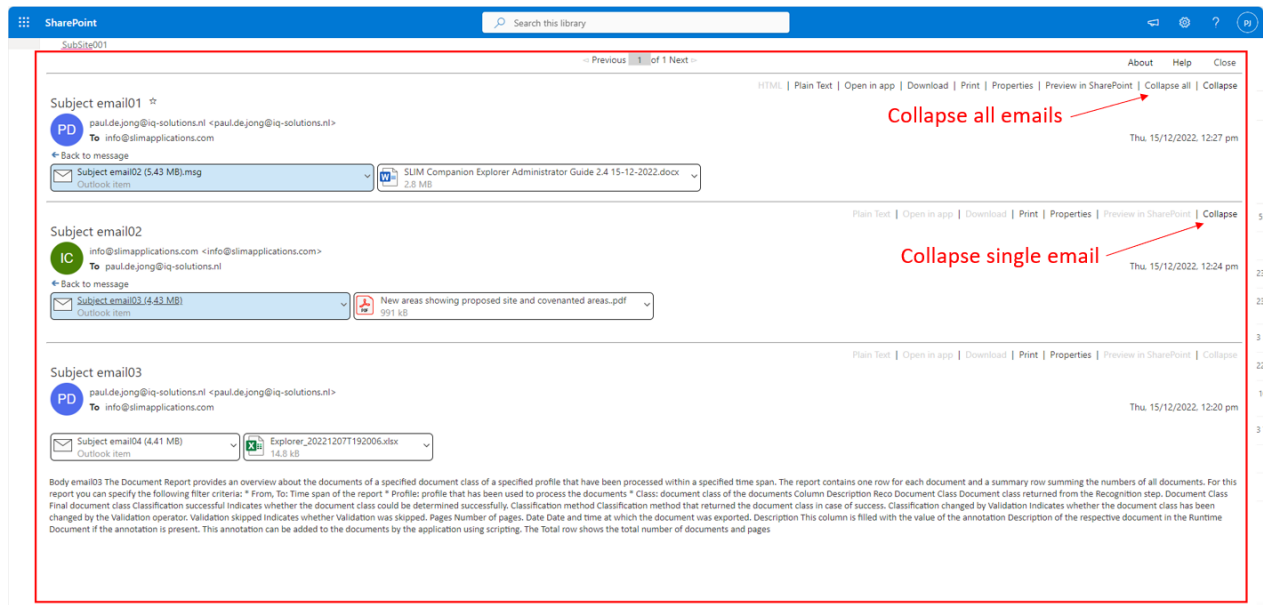 SharePoint
Search this library
PJ
SubSite001
Previous 1 of 1 Next
About Help Close
HTML | Plain Text | Open in app | Download | Print | Properties | Preview in SharePoint | Collapse all | Collapse
Subject email01
Collapse all emails
PD
paul.de.jong@iq-solutions.nl <paul.de.jong@iq-solutions.nl>
To info@slimapplications.com
Thu, 15/12/2022, 12:27 pm
Back to message
Subject email02 (5,43 MB).msg
Outlook item
SLIM Companion Explorer Administrator Guide 2.4 15-12-2022.docx
2.8 MB
Plain Text | Open in app | Download | Print | Properties | Preview in SharePoint | Collapse
5
Subject email02
Collapse single email
IC
info@slimapplications.com <info@slimapplications.com>
To paul.de.jong@iq-solutions.nl
Thu, 15/12/2022, 12:24 pm
23
Back to message
Subject email03 (4,43 MB)
Outlook item
New areas showing proposed site and covenanted areas..pdf
991 kB
23
3
Plain Text | Open in app | Download | Print | Properties | Preview in SharePoint | Collapse
22
Subject email03
PD
paul.de.jong@iq-solutions.nl <paul.de.jong@iq-solutions.nl>
To info@slimapplications.com
Thu, 15/12/2022, 12:20 pm
3
Subject email04 (4,41 MB)
Outlook item
Explorer_20221207T192006.xlsx
14.8 kB
Body email03 The Document Report provides an overview about the documents of a specified document class of a specified profile that have been processed within a specified time span. The report contains one row for each document and a summary row summing the numbers of all documents. For this
report you can specify the following filter criteria: * From, To: Time span of the report * Profile: profile that has been used to process the documents * Class: document class of the documents Column Description Reco Document Class Document class returned from the Recognition step. Document Class
Final document class Classification successful Indicates whether the document class could be determined successfully. Classification method Classification method that returned the document class in case of success. Classification changed by Validation Indicates whether the document class has been
changed by the Validation operator. Validation skipped Indicates whether Validation was skipped. Pages Number of pages. Date Date and time at which the document was exported. Description This column is filled with the value of the annotation Description of the respective document in the Runtime
Document if the annotation is present. This annotation can be added to the documents by the application using scripting. The Total row shows the total number of documents and pages